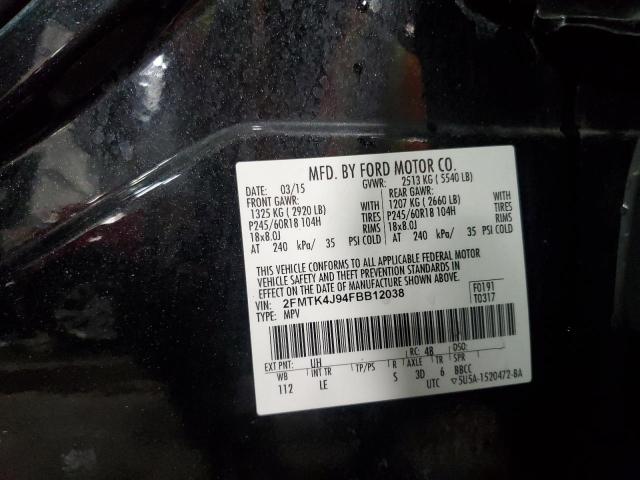 MFD. BY FORD MOTOR CO.
DATE: 03/15 GVWR: 2513 KG ( 5540 LB)
FRONT GAWR: REAR GAWR:
1325 KG ( 2920 LB) WITH 1207 KG ( 2660 LB) WITH
P245/60R18 104H TIRES P245/60R18 104H TIRES
18x8.0J RIMS 18x8.0J RIMS
AT 240 kPa/ 35 PSI COLD AT 240 kPa/ 35 PSI COLD
THIS VEHICLE CONFORMS TO ALL APPLICABLE FEDERAL MOTOR
VEHICLE SAFETY AND THEFT PREVENTION STANDARDS IN
EFFECT ON THE DATE OF MANUFACTURE SHOWN ABOVE.
VIN: 2FMTK4J94FBB12038 F0191
TYPE: MPV T0317
EXT PNT: UH RC: 48 DSO:
WB INT TR TP/PS R AXLE TR SPR
112 LE S 3D 6 BBCC
UTC ▽5U5A-1520472-BA